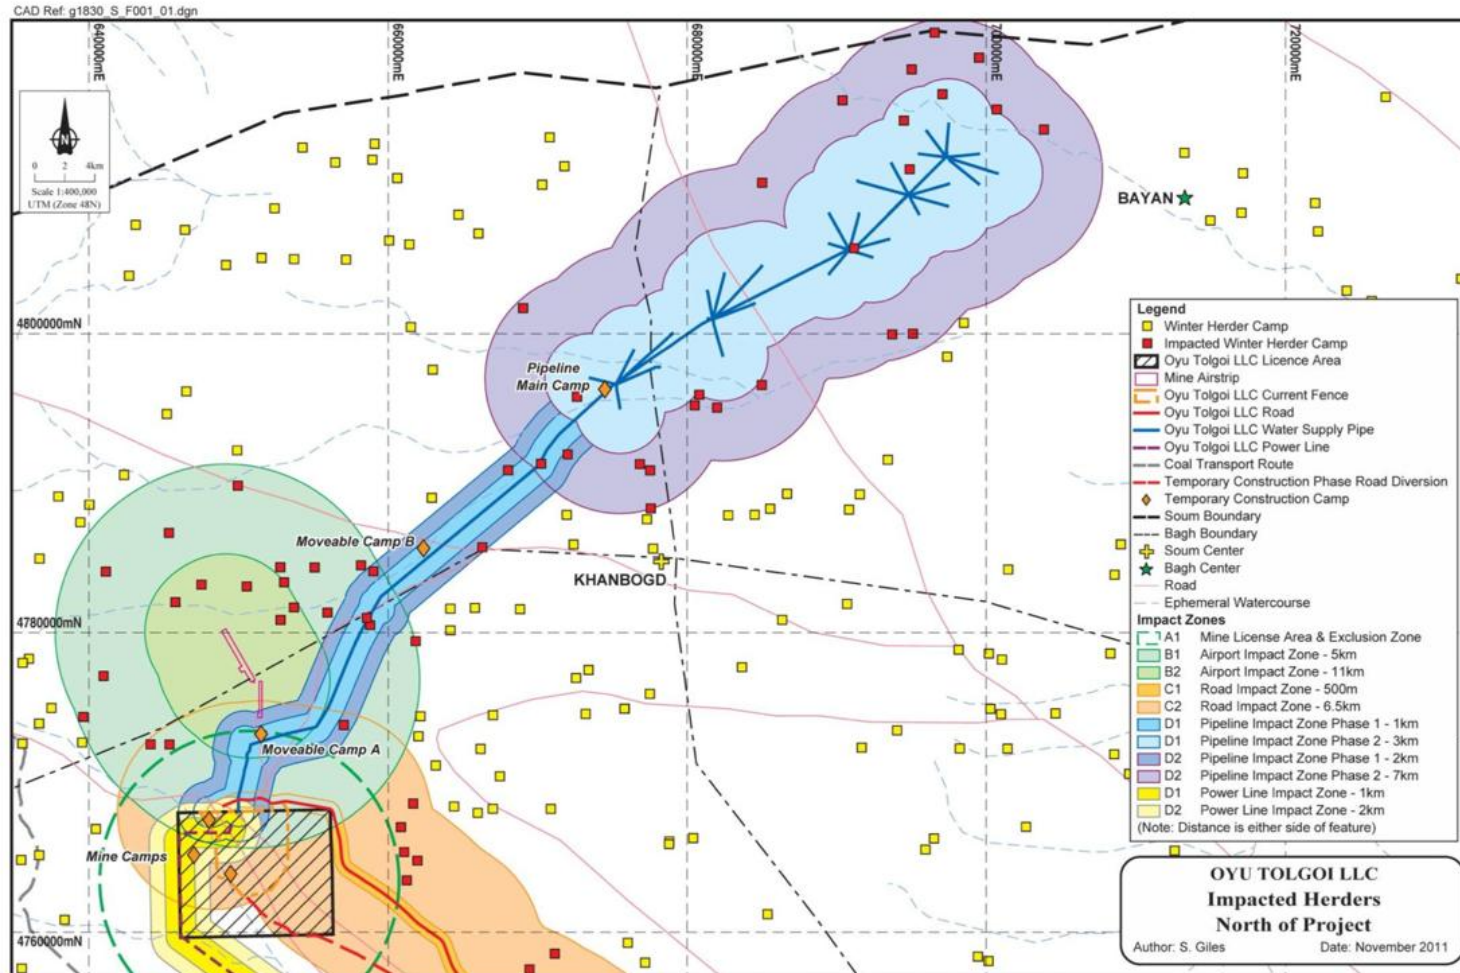 CAD Ref: g1830_S_F001_01.dgn
640000mE
660000mE
680000mE
700000mE
720000mE
N
0 2 4km
Scale 1:400,000
UTM (Zone 48N)
BAYAN
4800000mN
Pipeline
Main Camp
Moveable Camp B
KHANBOGD
4780000mN
Moveable Camp A
Mine Camps
4760000mN
Legend
Winter Herder Camp
Impacted Winter Herder Camp
Oyu Tolgoi LLC Licence Area
Mine Airstrip
Oyu Tolgoi LLC Current Fence
Oyu Tolgoi LLC Road
Oyu Tolgoi LLC Water Supply Pipe
Oyu Tolgoi LLC Power Line
Coal Transport Route
Temporary Construction Phase Road Diversion
Temporary Construction Camp
Soum Boundary
Bagh Boundary
Soum Center
Bagh Center
Road
Ephemeral Watercourse
Impact Zones
A1 Mine License Area & Exclusion Zone
B1 Airport Impact Zone - 5km
B2 Airport Impact Zone - 11km
C1 Road Impact Zone - 500m
C2 Road Impact Zone - 6.5km
D1 Pipeline Impact Zone Phase 1 - 1km
D1 Pipeline Impact Zone Phase 2 - 3km
D2 Pipeline Impact Zone Phase 1 - 2km
D2 Pipeline Impact Zone Phase 2 - 7km
D1 Power Line Impact Zone - 1km
D2 Power Line Impact Zone - 2km
(Note: Distance is either side of feature)
OYU TOLGOI LLC
Impacted Herders
North of Project
Author: S. Giles Date: November 2011